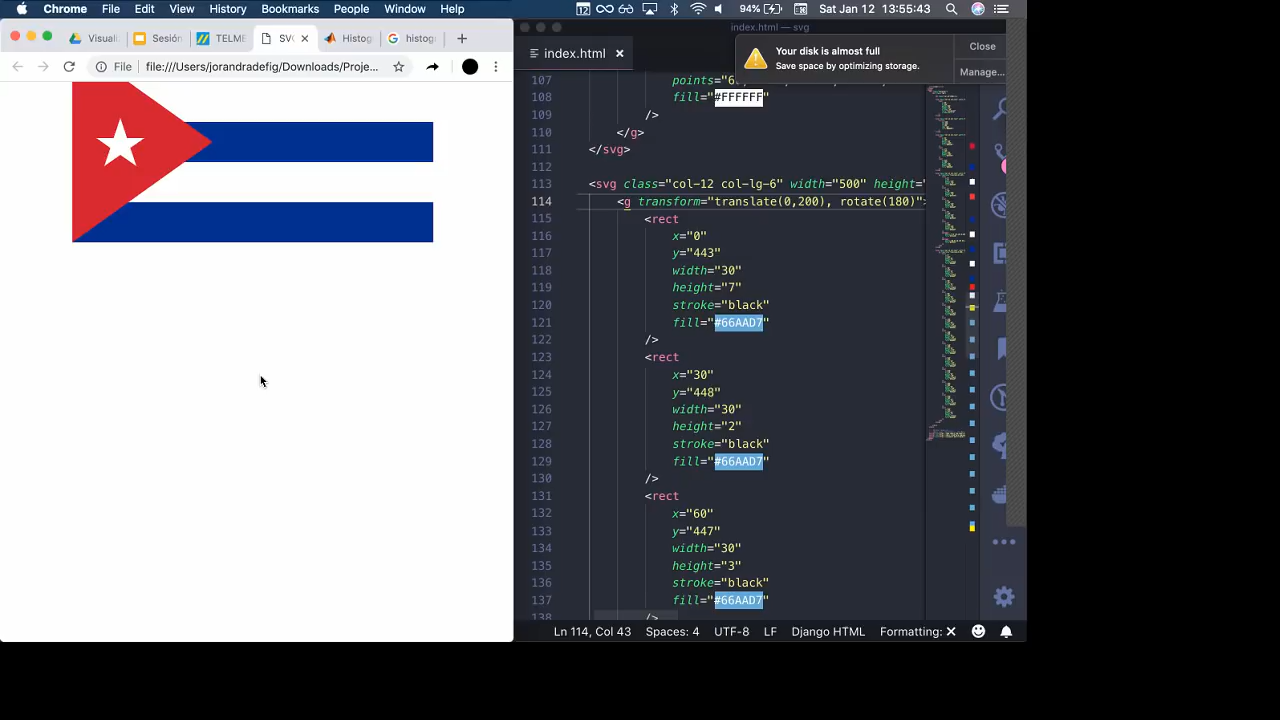 Chrome File Edit View History Bookmarks People Window Help 94% Sat Jan 12 13:55:43
index.html — svg
Visuali Sesión TELME SVG Histog histogr
index.html
Your disk is almost full
Save space by optimizing storage.
Close
Manage...
File file:///Users/jorandradefig/Downloads/Proje...
107 points="6
108 fill="#FFFFFF"
109 />
110 </g>
111 </svg>
112
113 <svg class="col-12 col-lg-6" width="500" height="
114 <g transform="translate(0,200), rotate(180)">
115 <rect
116 x="0"
117 y="443"
118 width="30"
119 height="7"
120 stroke="black"
121 fill="#66AAD7"
122 />
123 <rect
124 x="30"
125 y="448"
126 width="30"
127 height="2"
128 stroke="black"
129 fill="#66AAD7"
130 />
131 <rect
132 x="60"
133 y="447"
134 width="30"
135 height="3"
136 stroke="black"
137 fill="#66AAD7"
138 />
Ln 114, Col 43 Spaces: 4 UTF-8 LF Django HTML Formatting: ✕